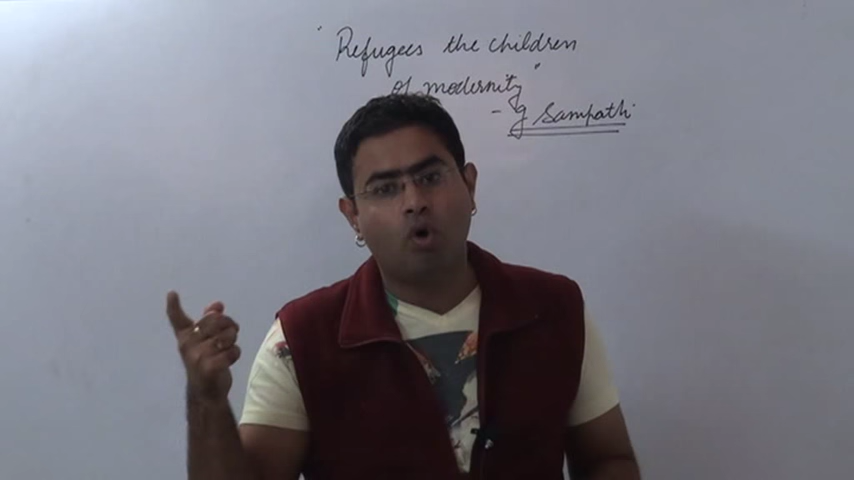 "Refugees the children
of modernity"
- G Sampath